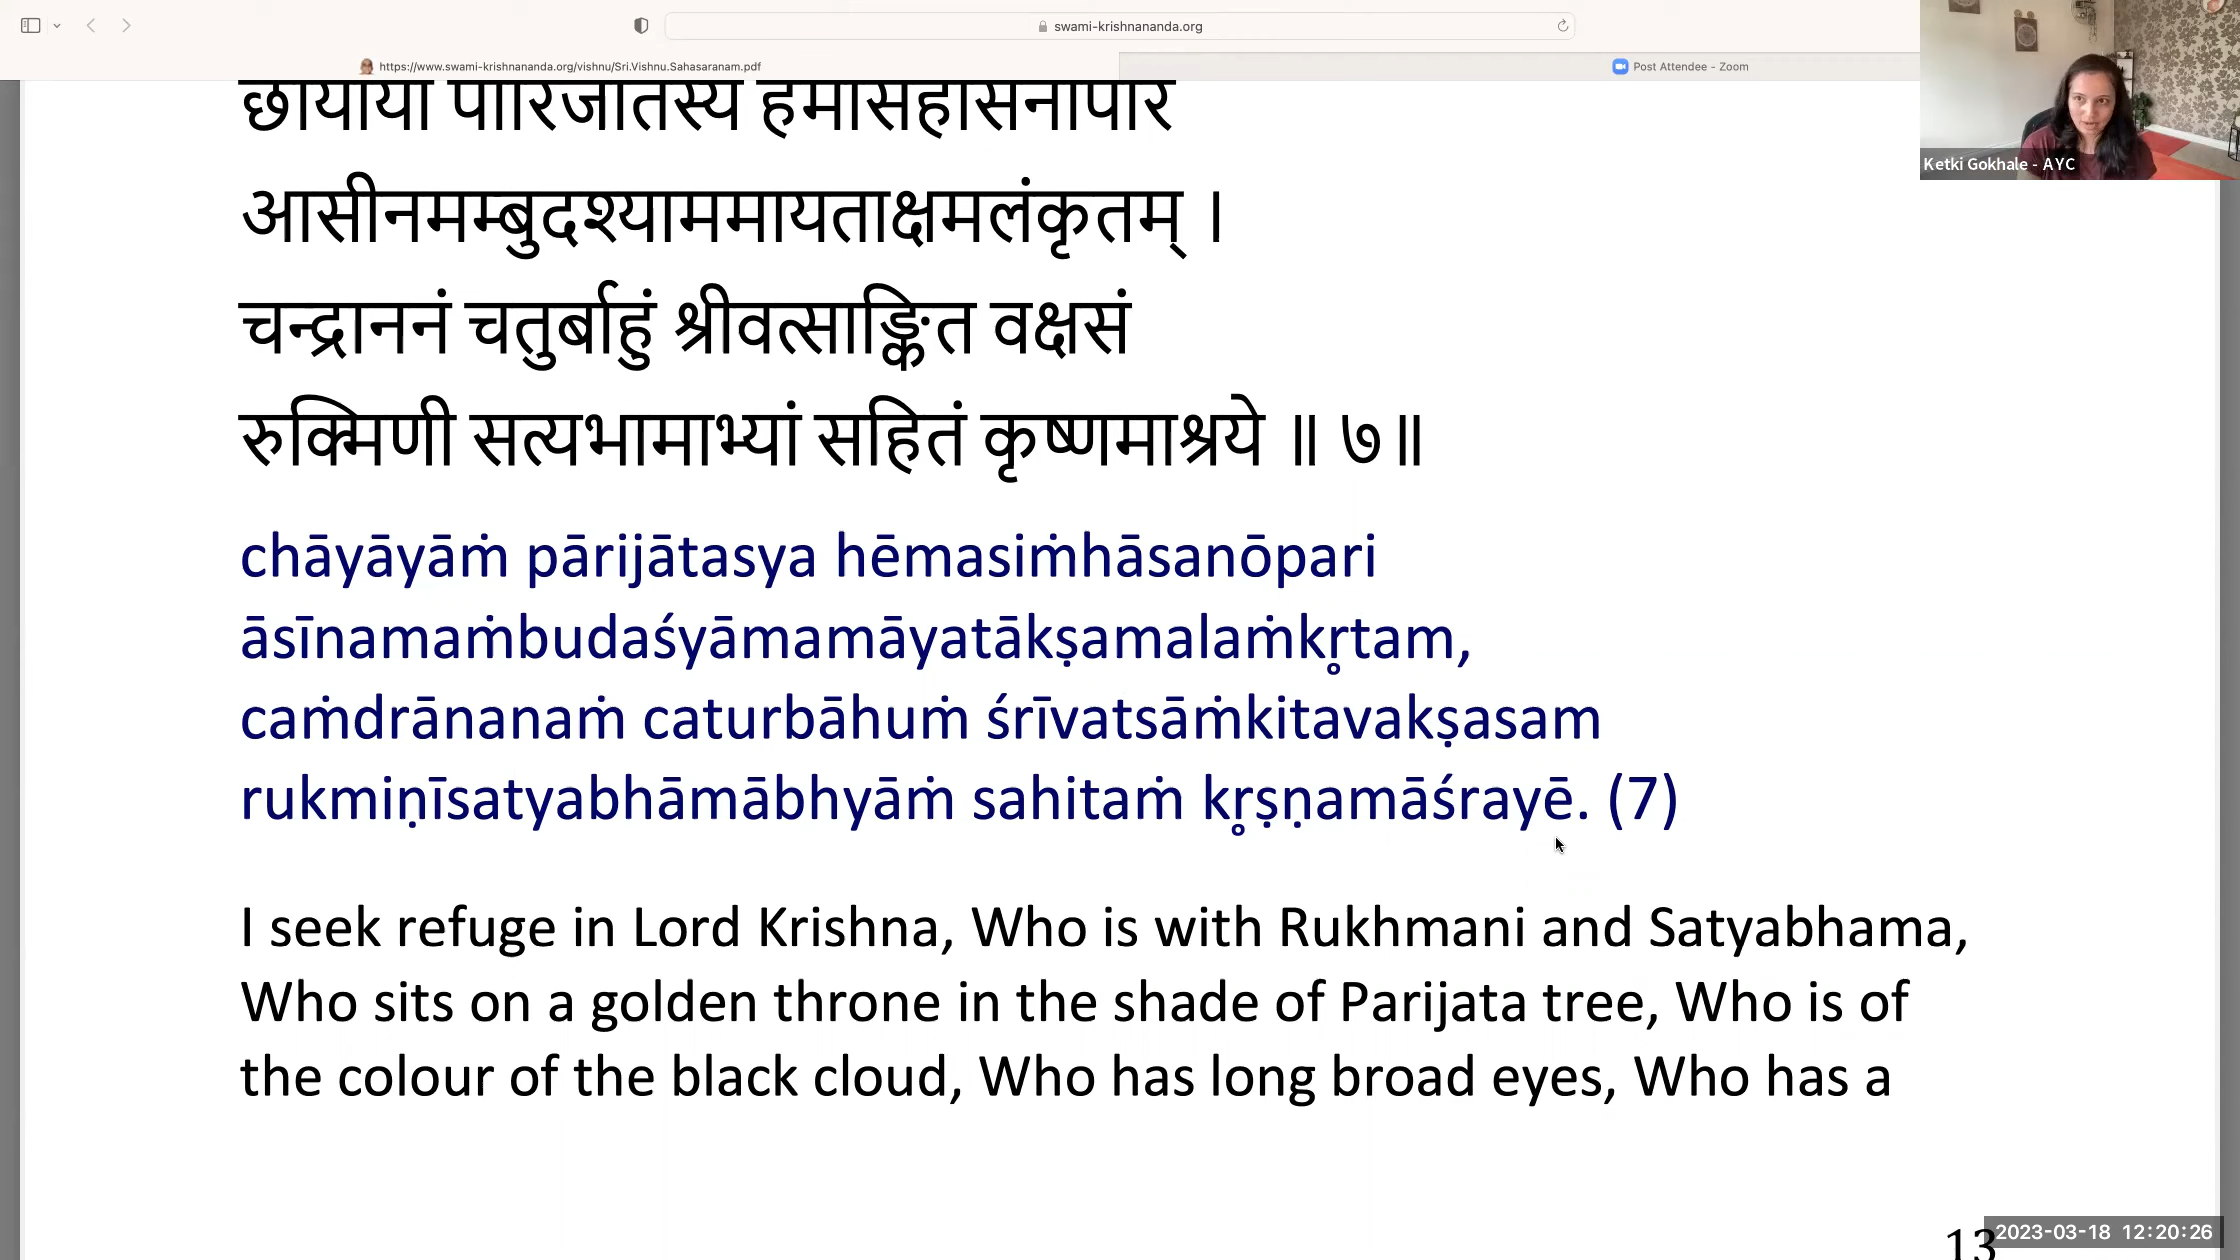 swami-krishnananda.org
https://www.swami-krishnananda.org/vishnu/Sri.Vishnu.Sahasaranam.pdf
Post Attendee - Zoom
Ketki Gokhale - AYC
छायायां पारिजातस्य हेमसिंहासनोपरि
आसीनमम्बुदश्याममायताक्षमलंकृतम् ।
चन्द्राननं चतुर्बाहुं श्रीवत्साङ्कित वक्षसं
रुक्मिणी सत्यभामाभ्यां सहितं कृष्णमाश्रये ॥ ७॥
chāyāyāṁ pārijātasya hēmasiṁhāsanōpari
āsīnamaṁbudaśyāmamāyatākṣamalaṁkr̥tam,
caṁdrānanaṁ caturbāhuṁ śrīvatsāṁkitavakṣasam
rukmiṇīsatyabhāmābhyāṁ sahitaṁ kr̥ṣṇamāśrayē. (7)
I seek refuge in Lord Krishna, Who is with Rukhmani and Satyabhama,
Who sits on a golden throne in the shade of Parijata tree, Who is of
the colour of the black cloud, Who has long broad eyes, Who has a
13
2023-03-18 12:20:26